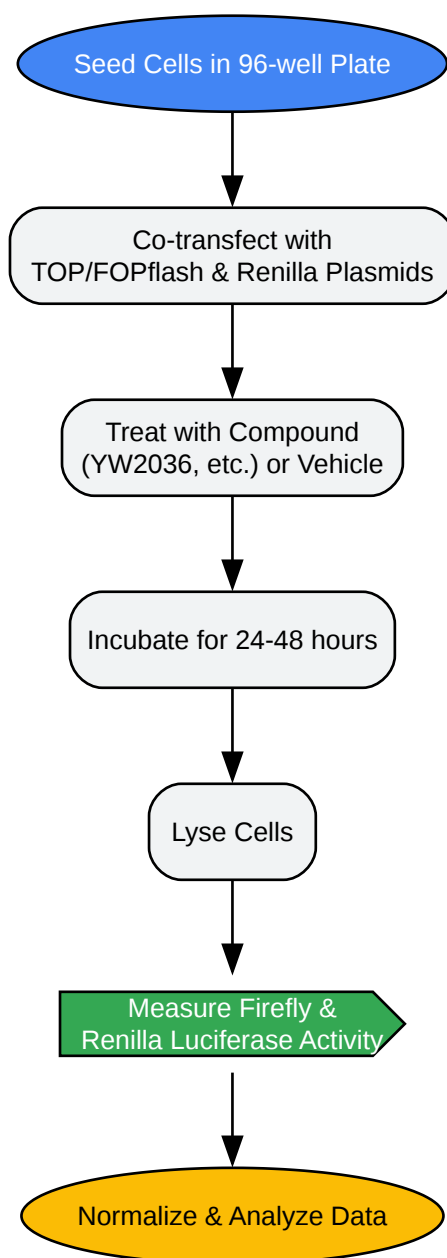 Seed Cells in 96-well Plate
Co-transfect with
TOP/FOPflash & Renilla Plasmids
Treat with Compound
(YW2036, etc.) or Vehicle
Incubate for 24-48 hours
Lyse Cells
Measure Firefly &
Renilla Luciferase Activity
Normalize & Analyze Data